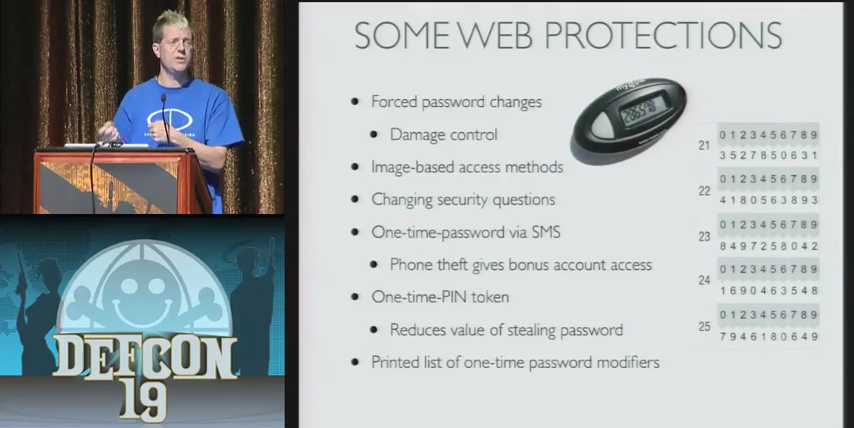 SOME WEB PROTECTIONS
Forced password changes
Damage control
Image-based access methods
Changing security questions
One-time-password via SMS
Phone theft gives bonus account access
One-time-PIN token
Reduces value of stealing password
Printed list of one-time password modifiers
0 1 2 3 4 5 6 7 8 9
21
3 5 2 7 8 5 0 6 3 1
0 1 2 3 4 5 6 7 8 9
22
4 1 8 0 5 6 3 8 9 3
0 1 2 3 4 5 6 7 8 9
23
8 4 9 7 2 5 8 0 4 2
0 1 2 3 4 5 6 7 8 9
24
1 6 9 0 4 6 3 5 4 8
0 1 2 3 4 5 6 7 8 9
25
7 9 4 6 1 8 0 6 4 9
DEFCON
19